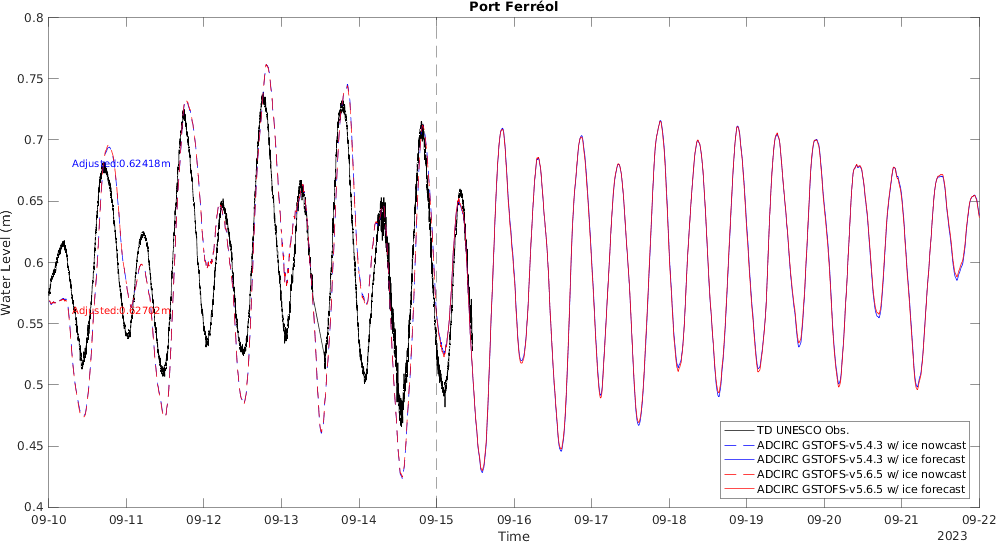 Port Ferréol
0.8
0.75
0.7
0.65
0.6
0.55
0.5
0.45
0.4
Water Level (m)
Adjusted:0.62418m
Adjusted:0.62702m
TD UNESCO Obs.
ADCIRC GSTOFS-v5.4.3 w/ ice nowcast
ADCIRC GSTOFS-v5.4.3 w/ ice forecast
ADCIRC GSTOFS-v5.6.5 w/ ice nowcast
ADCIRC GSTOFS-v5.6.5 w/ ice forecast
09-10 09-11 09-12 09-13 09-14 09-15 09-16 09-17 09-18 09-19 09-20 09-21 09-22
Time
2023